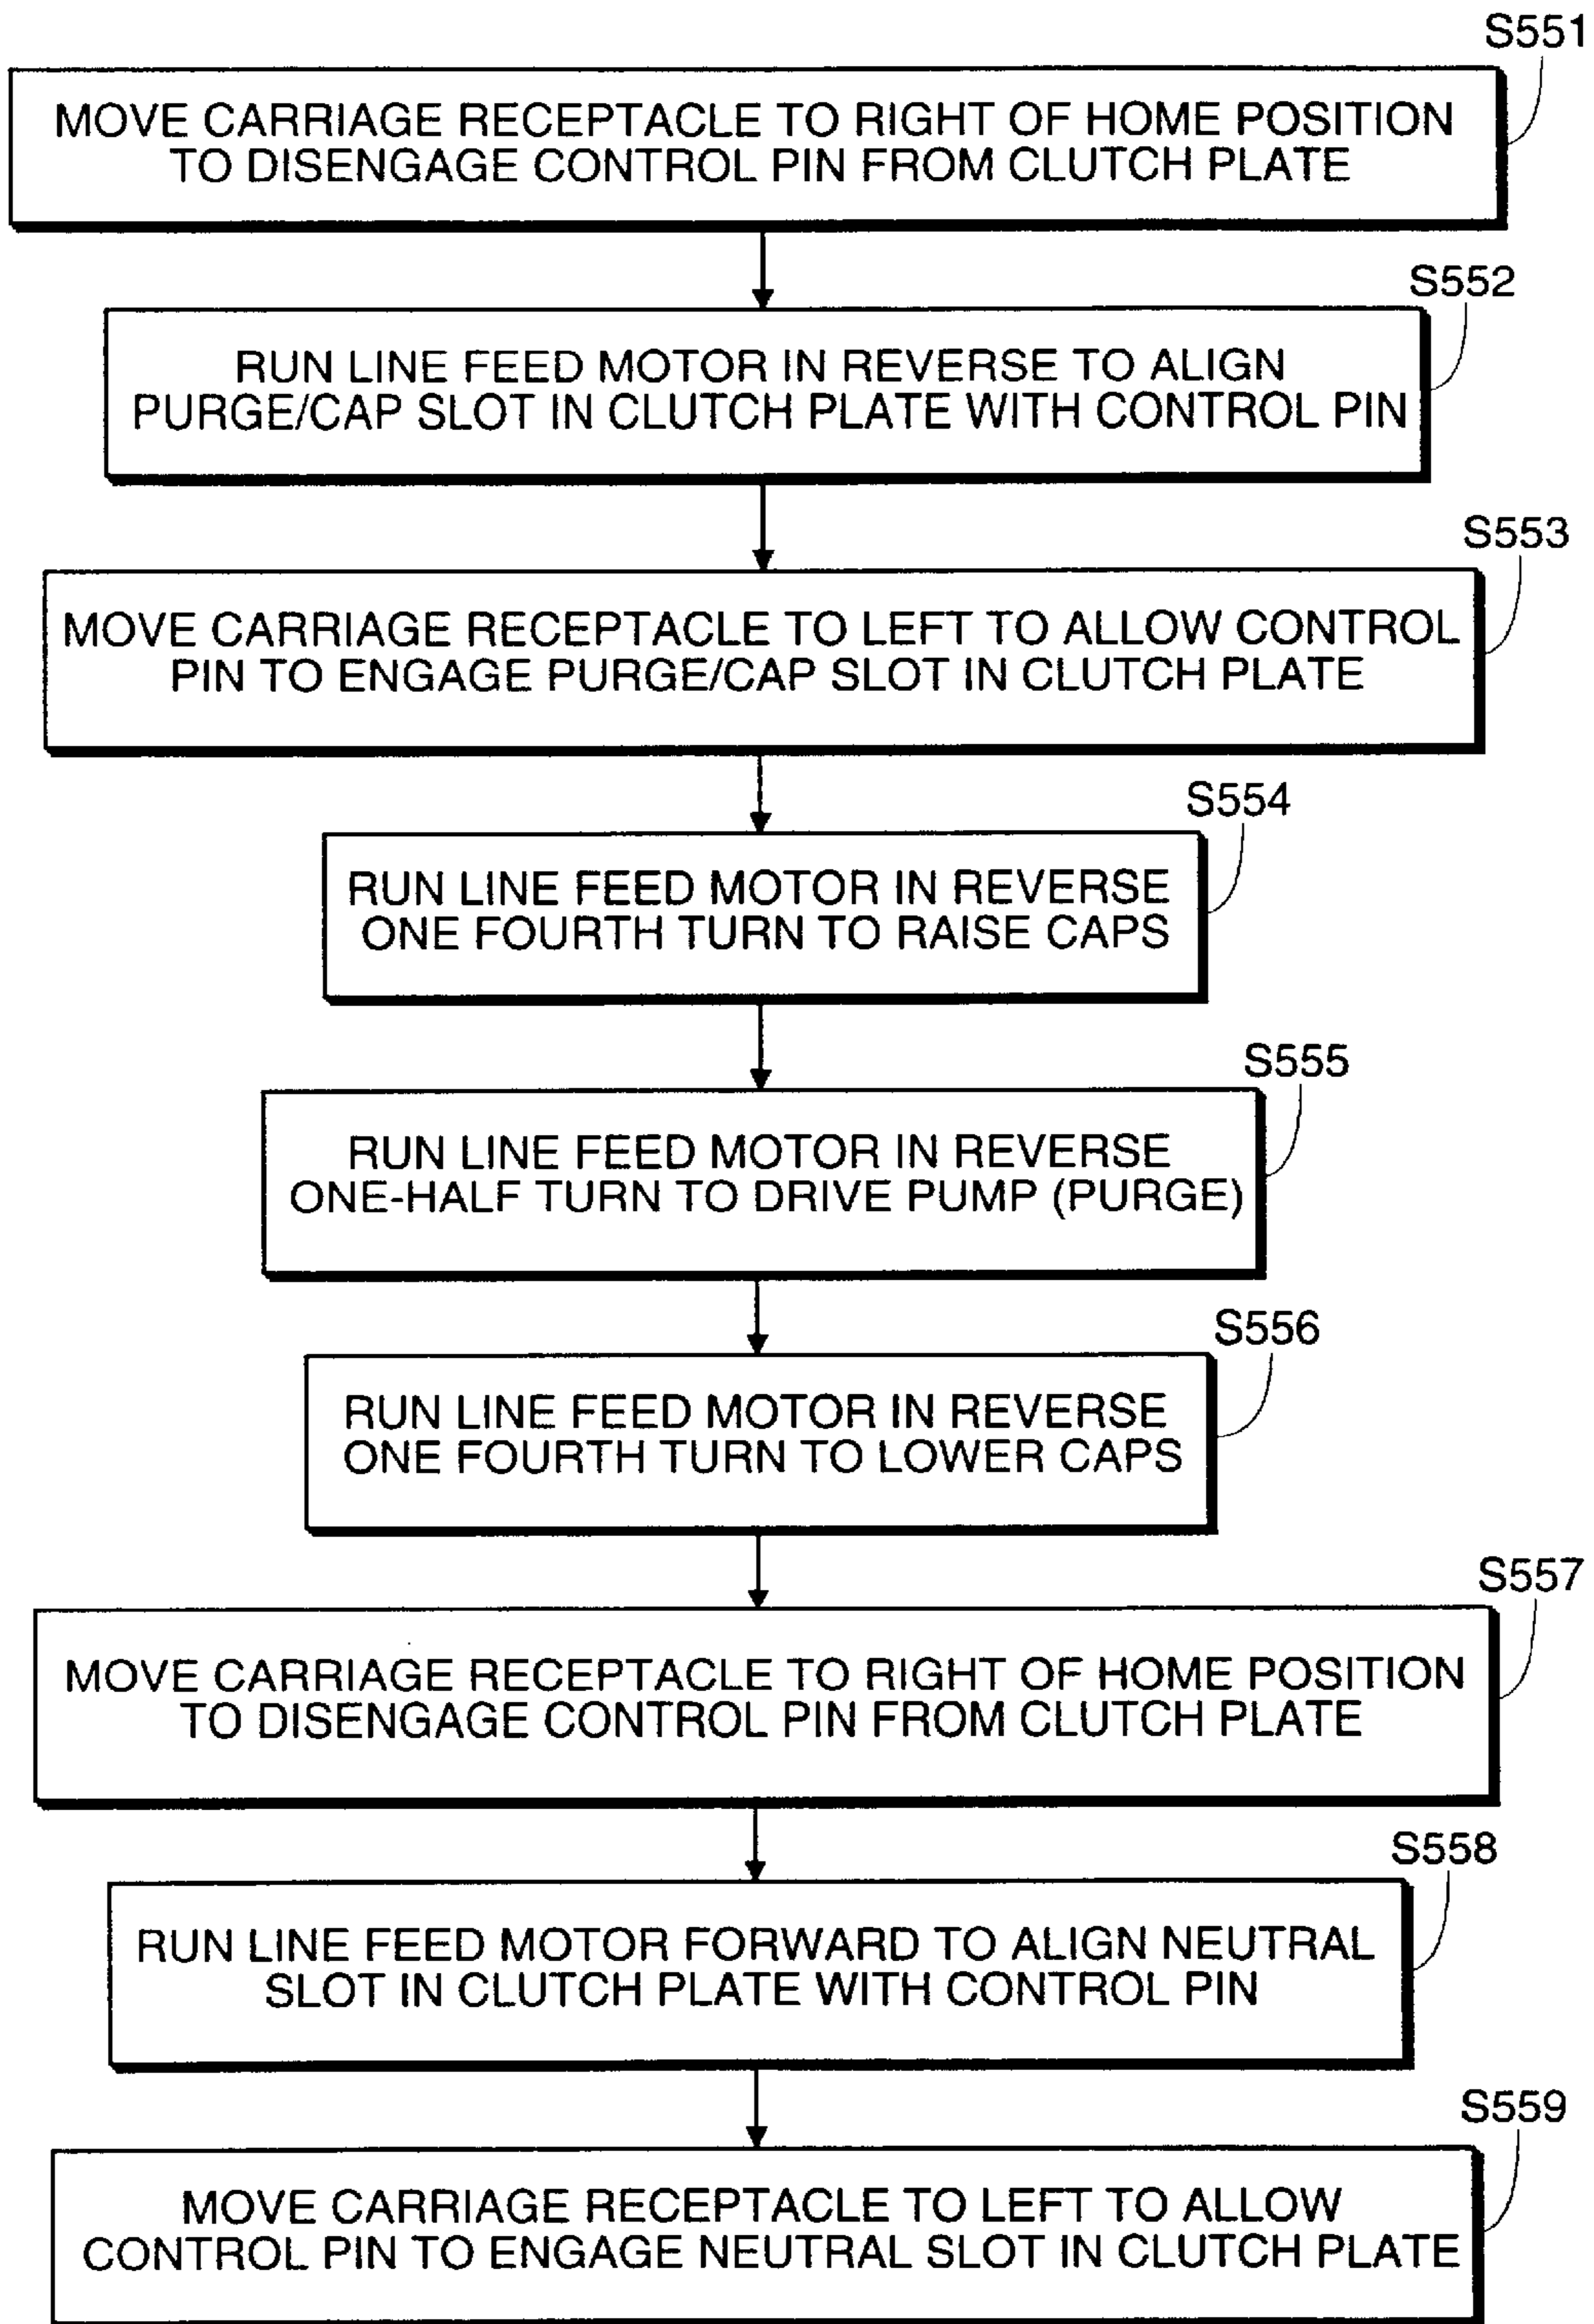 S551
MOVE CARRIAGE RECEPTACLE TO RIGHT OF HOME POSITION
TO DISENGAGE CONTROL PIN FROM CLUTCH PLATE
S552
RUN LINE FEED MOTOR IN REVERSE TO ALIGN
PURGE/CAP SLOT IN CLUTCH PLATE WITH CONTROL PIN
S553
MOVE CARRIAGE RECEPTACLE TO LEFT TO ALLOW CONTROL
PIN TO ENGAGE PURGE/CAP SLOT IN CLUTCH PLATE
S554
RUN LINE FEED MOTOR IN REVERSE
ONE FOURTH TURN TO RAISE CAPS
S555
RUN LINE FEED MOTOR IN REVERSE
ONE-HALF TURN TO DRIVE PUMP (PURGE)
S556
RUN LINE FEED MOTOR IN REVERSE
ONE FOURTH TURN TO LOWER CAPS
S557
MOVE CARRIAGE RECEPTACLE TO RIGHT OF HOME POSITION
TO DISENGAGE CONTROL PIN FROM CLUTCH PLATE
S558
RUN LINE FEED MOTOR FORWARD TO ALIGN NEUTRAL
SLOT IN CLUTCH PLATE WITH CONTROL PIN
S559
MOVE CARRIAGE RECEPTACLE TO LEFT TO ALLOW
CONTROL PIN TO ENGAGE NEUTRAL SLOT IN CLUTCH PLATE